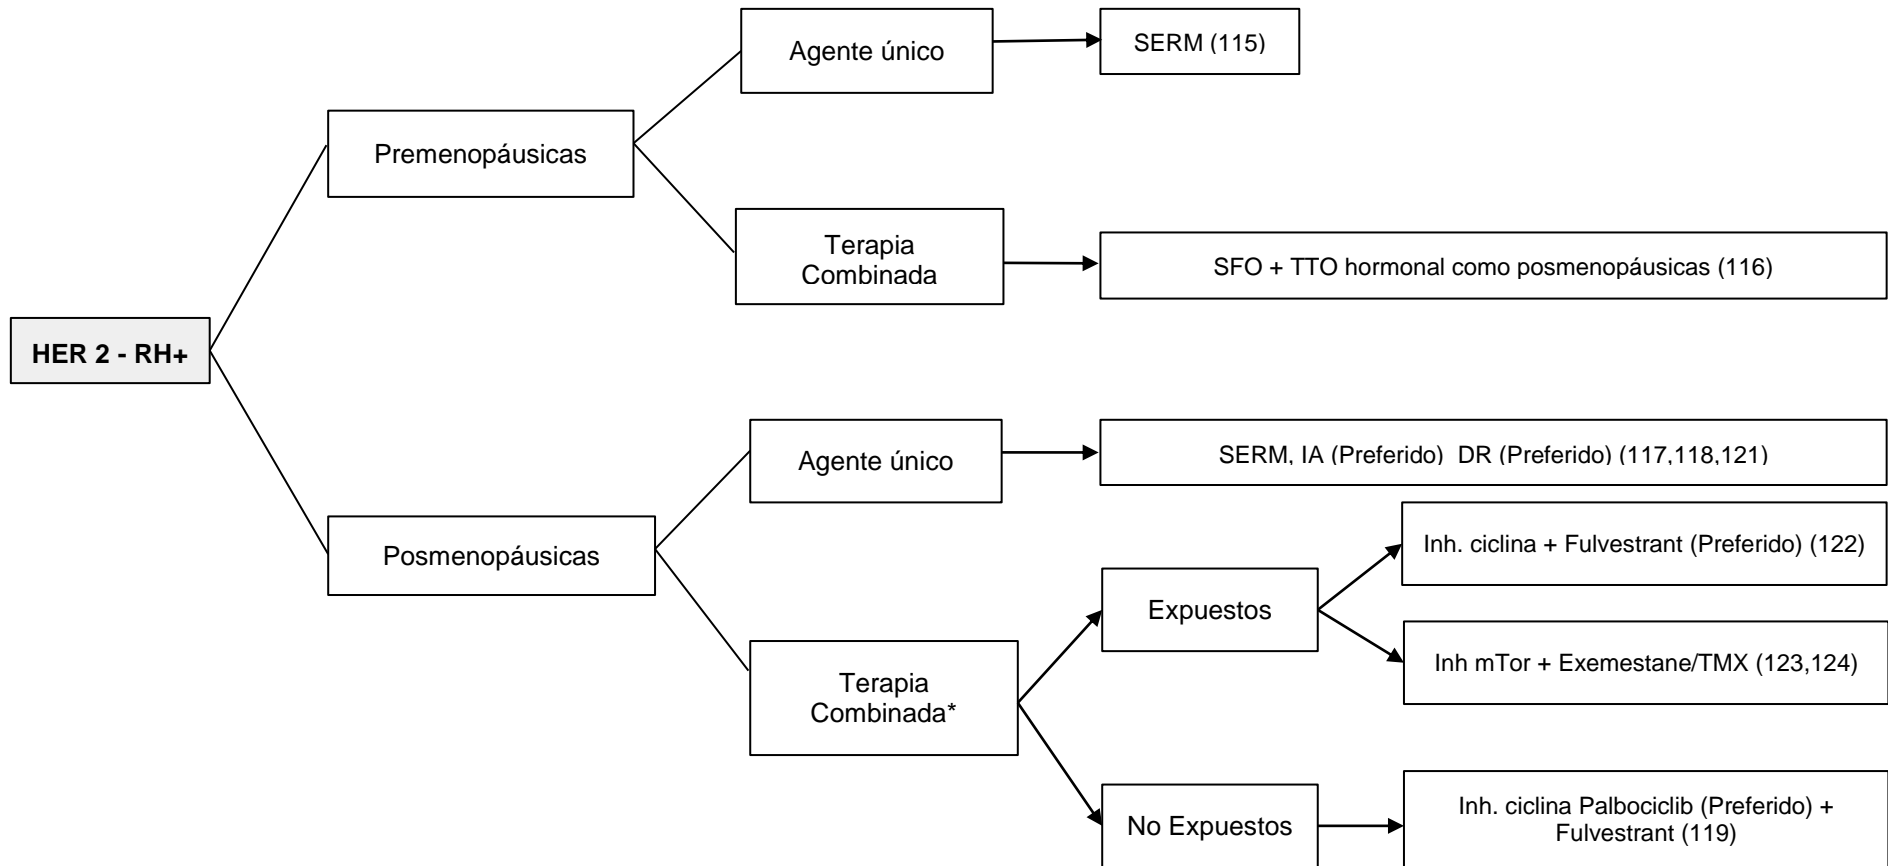 Agente único
SERM (115)
Premenopáusicas
Terapia
Combinada
SFO + TTO hormonal como posmenopáusicas (116)
HER 2 - RH+
Agente único
SERM, IA (Preferido)  DR (Preferido) (117,118,121)
Posmenopáusicas
Terapia
Combinada*
Expuestos
Inh. ciclina + Fulvestrant (Preferido) (122)
Inh mTor + Exemestane/TMX (123,124)
No Expuestos
Inh. ciclina Palbociclib (Preferido) +
Fulvestrant (119)